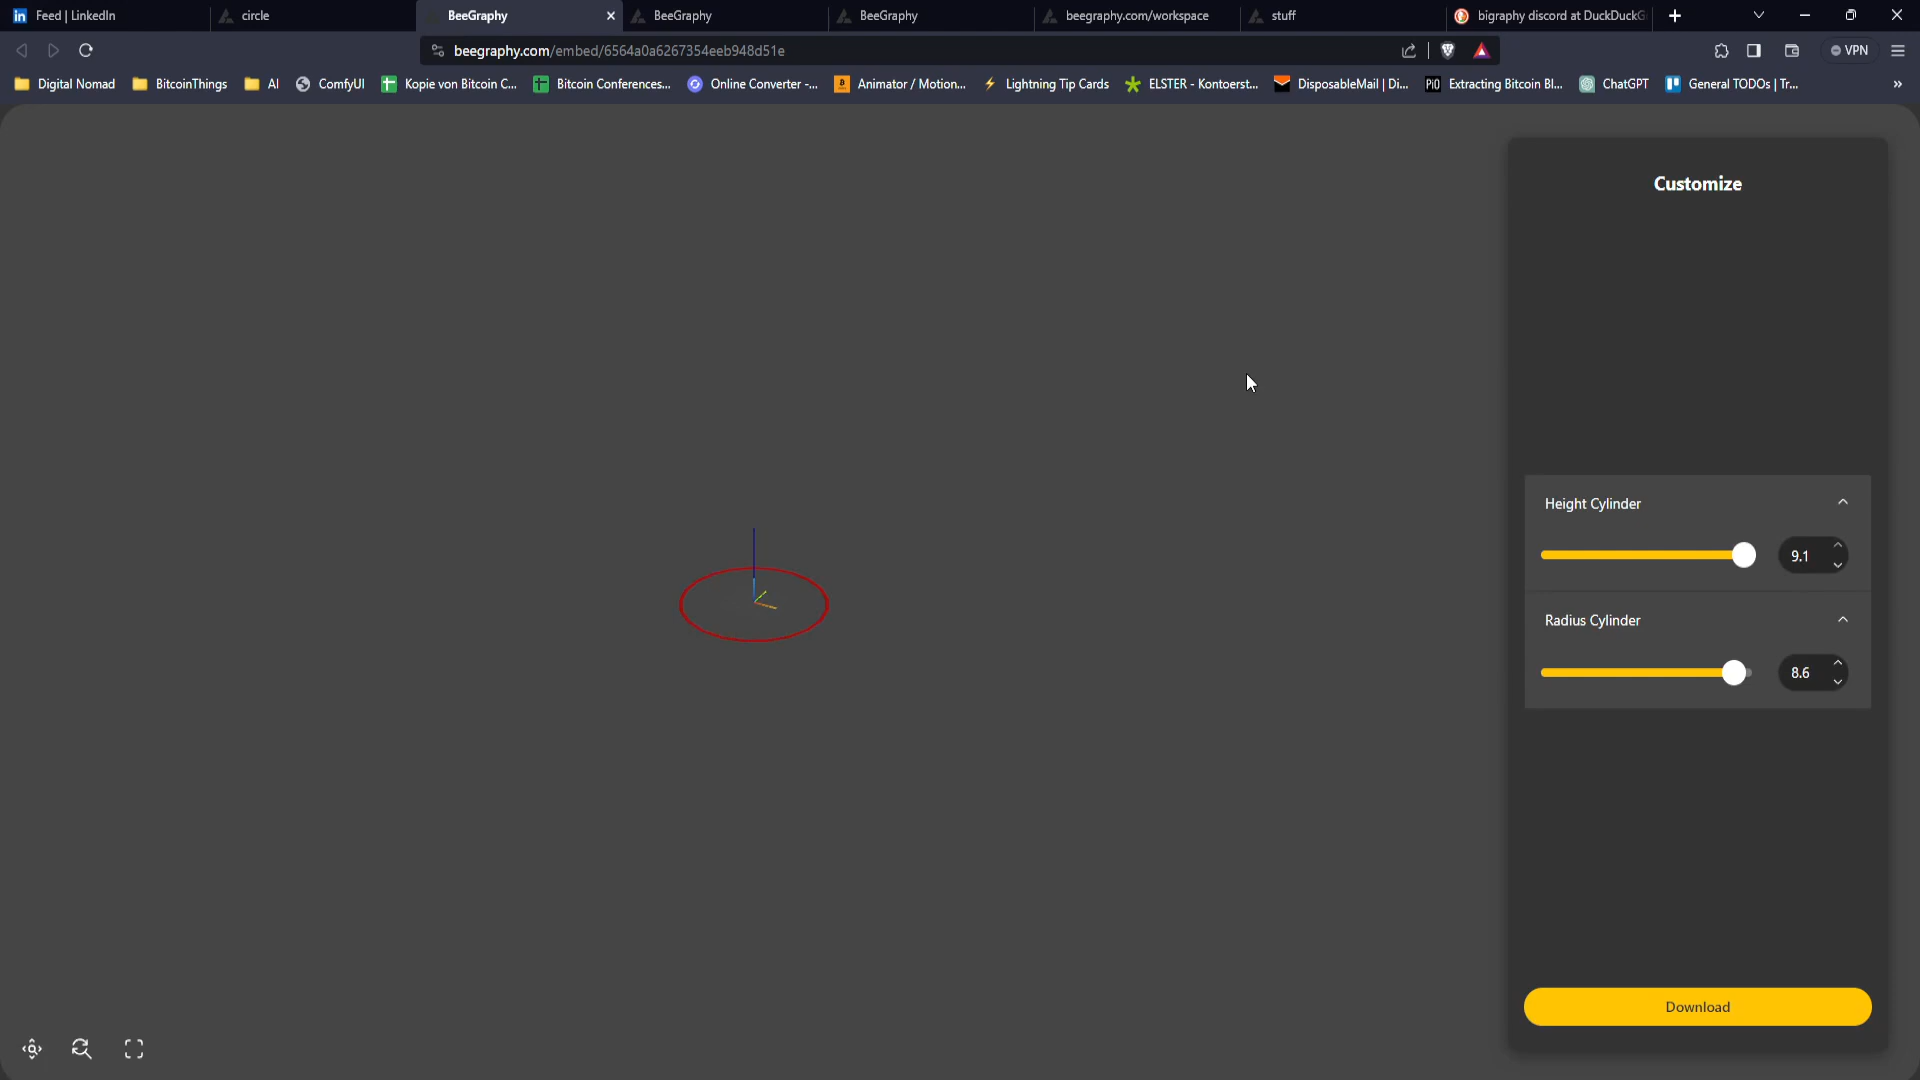 Feed | LinkedIn
circle
BeeGraphy
BeeGraphy
BeeGraphy
beegraphy.com/workspace
stuff
bigraphy discord at DuckDuckG
beegraphy.com/embed/6564a0a6267354eeb948d51e
VPN
Digital Nomad
BitcoinThings
AI
ComfyUI
Kopie von Bitcoin C...
Bitcoin Conferences...
Online Converter -...
Animator / Motion...
Lightning Tip Cards
ELSTER - Kontoerst...
DisposableMail | Di...
Extracting Bitcoin Bl...
ChatGPT
General TODOs | Tr...
Customize
Height Cylinder
9.1
Radius Cylinder
8.6
Download